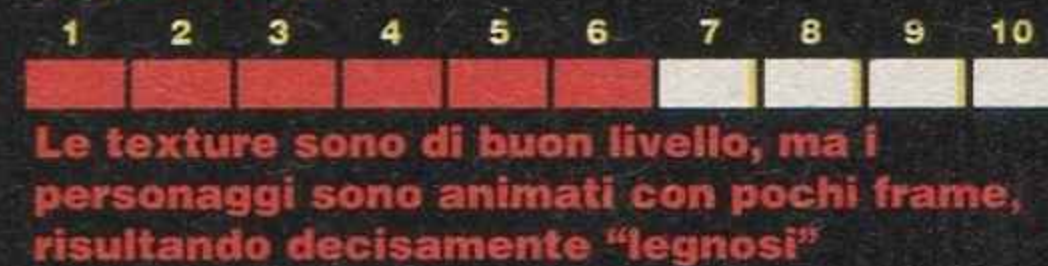 1 2 3 4 5 6 7 8 9 10
Le texture sono di buon livello, ma i
personaggi sono animati con pochi frame,
risultando decisamente “legnosi”